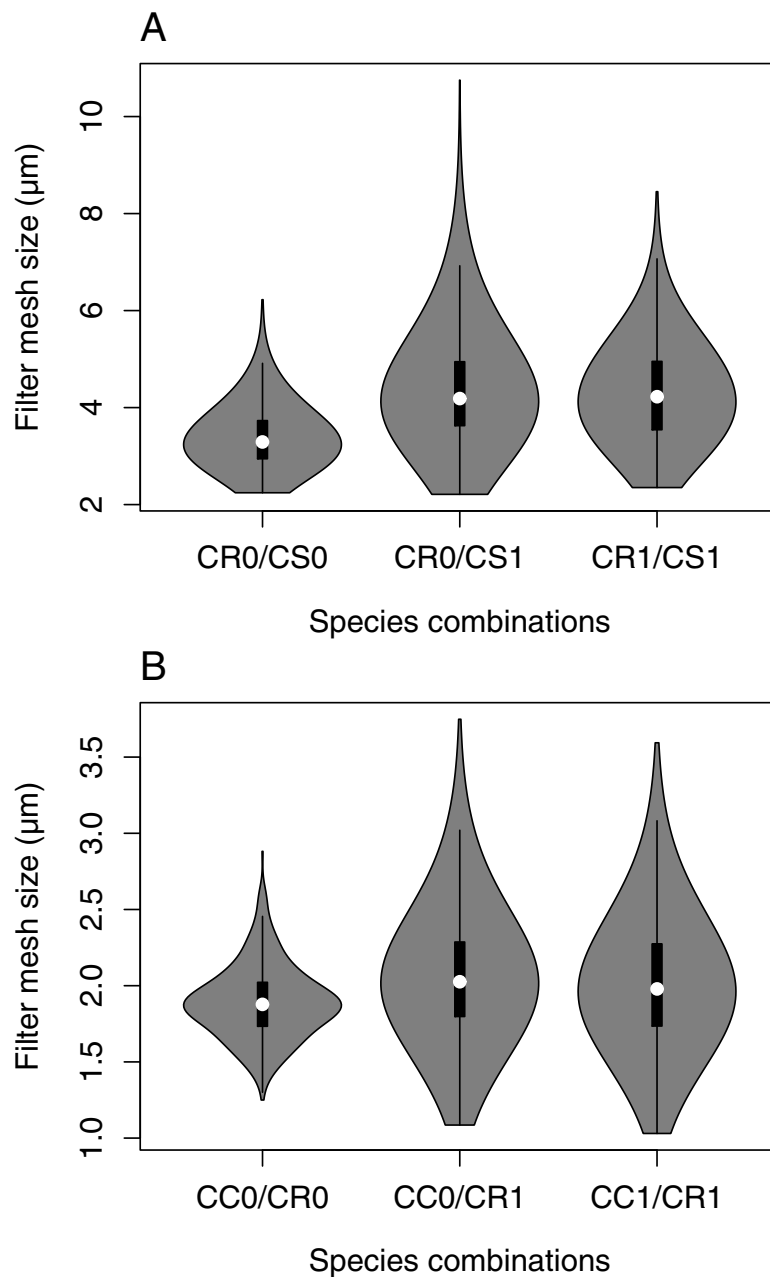 A
Filter mesh size (µm)
10
8
6
4
2
CR0/CS0 CR0/CS1 CR1/CS1
Species combinations
B
Filter mesh size (µm)
3.5
3.0
2.5
2.0
1.5
1.0
CC0/CR0 CC0/CR1 CC1/CR1
Species combinations